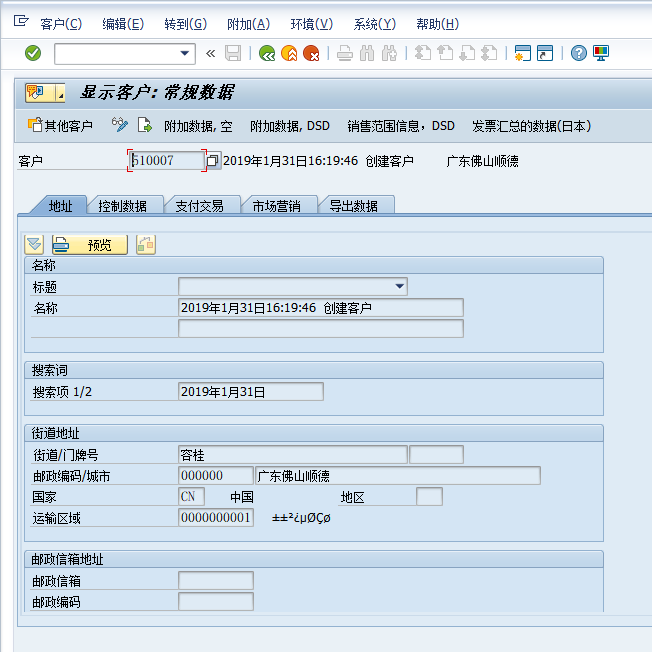 客户(C) 编辑(E) 转到(G) 附加(A) 环境(V) 系统(Y) 帮助(H)
显示客户: 常规数据
其他客户 附加数据, 空 附加数据, DSD 销售范围信息，DSD 发票汇总的数据(日本)
客户 510007 2019年1月31日16:19:46 创建客户 广东佛山顺德
地址 控制数据 支付交易 市场营销 导出数据
预览
名称
标题
名称 2019年1月31日16:19:46 创建客户
搜索词
搜索项 1/2 2019年1月31日
街道地址
街道/门牌号 容桂
邮政编码/城市 000000 广东佛山顺德
国家 CN 中国 地区
运输区域 0000000001 ±±²¿µØÇø
邮政信箱地址
邮政信箱
邮政编码